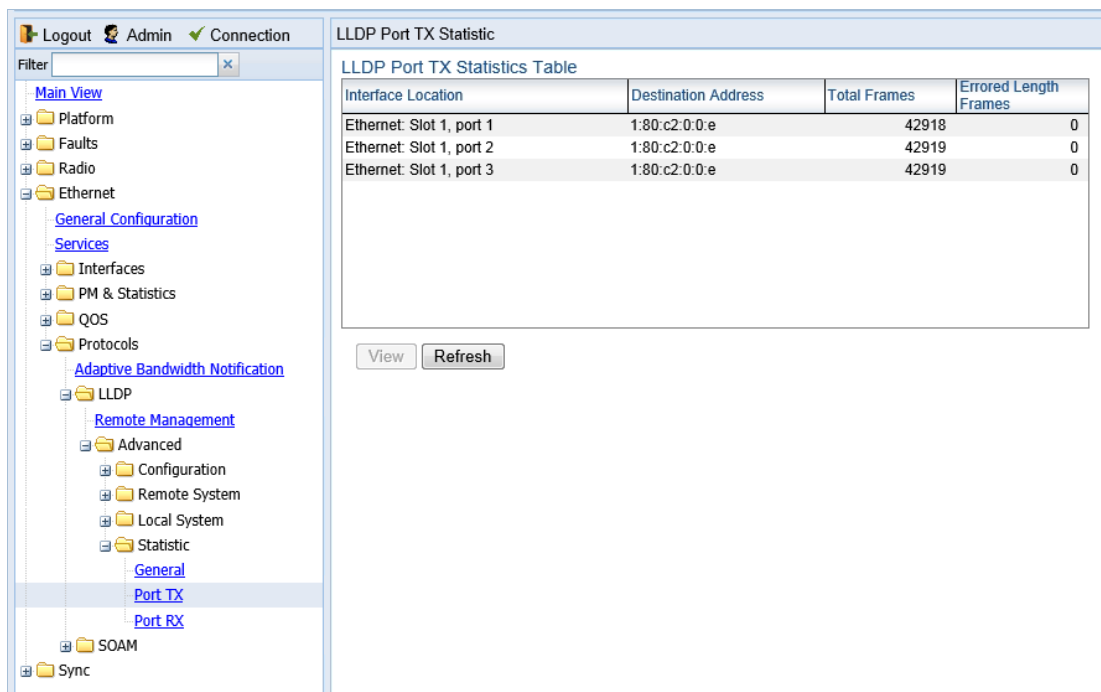 Logout Admin Connection
Filter
Main View
Platform
Faults
Radio
Ethernet
General Configuration
Services
Interfaces
PM & Statistics
QOS
Protocols
Adaptive Bandwidth Notification
LLDP
Remote Management
Advanced
Configuration
Remote System
Local System
Statistic
General
Port TX
Port RX
SOAM
Sync
LLDP Port TX Statistic
LLDP Port TX Statistics Table
Interface Location Destination Address Total Frames Errored Length Frames
Ethernet: Slot 1, port 1 1:80:c2:0:0:e 42918 0
Ethernet: Slot 1, port 2 1:80:c2:0:0:e 42919 0
Ethernet: Slot 1, port 3 1:80:c2:0:0:e 42919 0
View Refresh